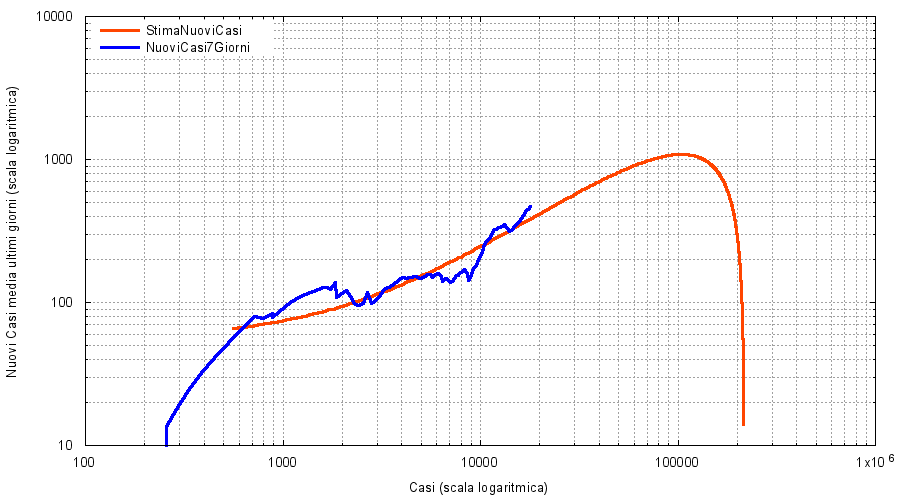 10000
1000
100
10
StimaNuoviCasi
NuoviCasi7Giorni
Nuovi Casi media ultimi giorni (scala logaritmica)
100 1000 10000 100000 1x10 6
Casi (scala logaritmica)